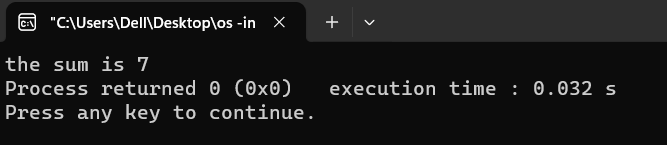 "C:\Users\Dell\Desktop\os -in
the sum is 7
Process returned 0 (0x0)   execution time : 0.032 s
Press any key to continue.